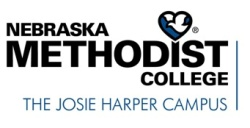 NEBRASKA
METHODIST®
COLLEGE
THE JOSIE HARPER CAMPUS